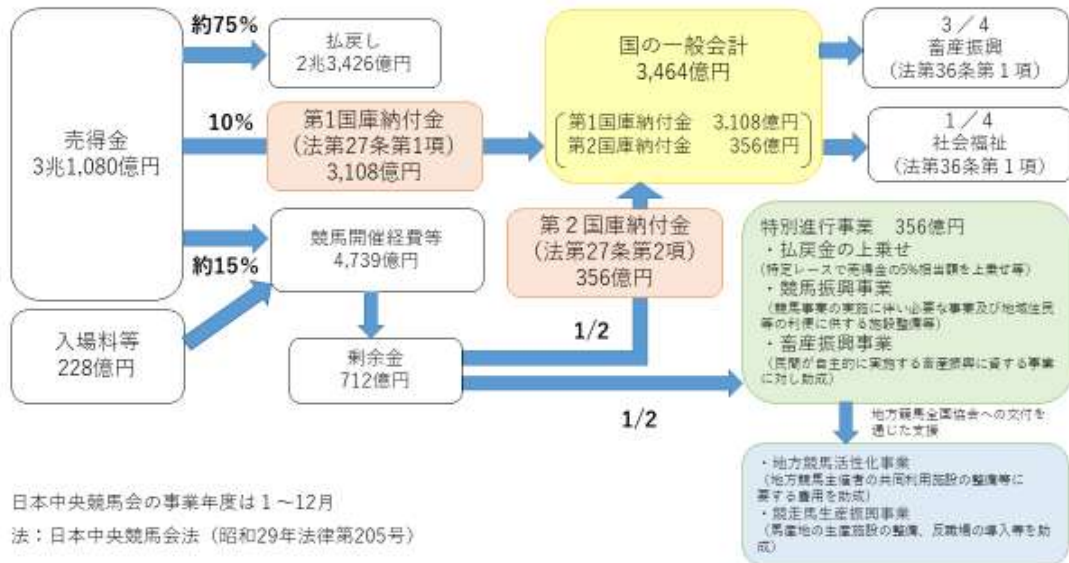 約75%
払戻し
2兆3,426億円
売得金
3兆1,080億円
10%
第1国庫納付金
(法第27条第1項)
3,108億円
国の一般会計
3,464億円
第1国庫納付金 3,108億円
第2国庫納付金 356億円
3/4
畜産振興
(法第36条第1項)
1/4
社会福祉
(法第36条第1項)
約15%
競馬開催経費等
4,739億円
入場料等
228億円
剰余金
712億円
1/2
第2国庫納付金
(法第27条第2項)
356億円
1/2
特別進行事業 356億円
・払戻金の上乗せ
(特定レースで売得金の5%相当額を上乗せ等)
・競馬振興事業
(競馬事業の実施に伴い必要な事業及び地域住民
等の利便に供する施設整備等)
・畜産振興事業
(民間が自主的に実施する畜産振興に資する事業
に対し助成)
地方競馬全国協会への交付を
通じた支援
・地方競馬活性化事業
(地方競馬主催者の共同利用施設の整備等に
要する費用を助成)
・競走馬生産振興事業
(馬産地の生産施設の整備、の導入等を助
成)
日本中央競馬会の事業年度は1~12月
法:日本中央競馬会法(昭和29年法律第205号)